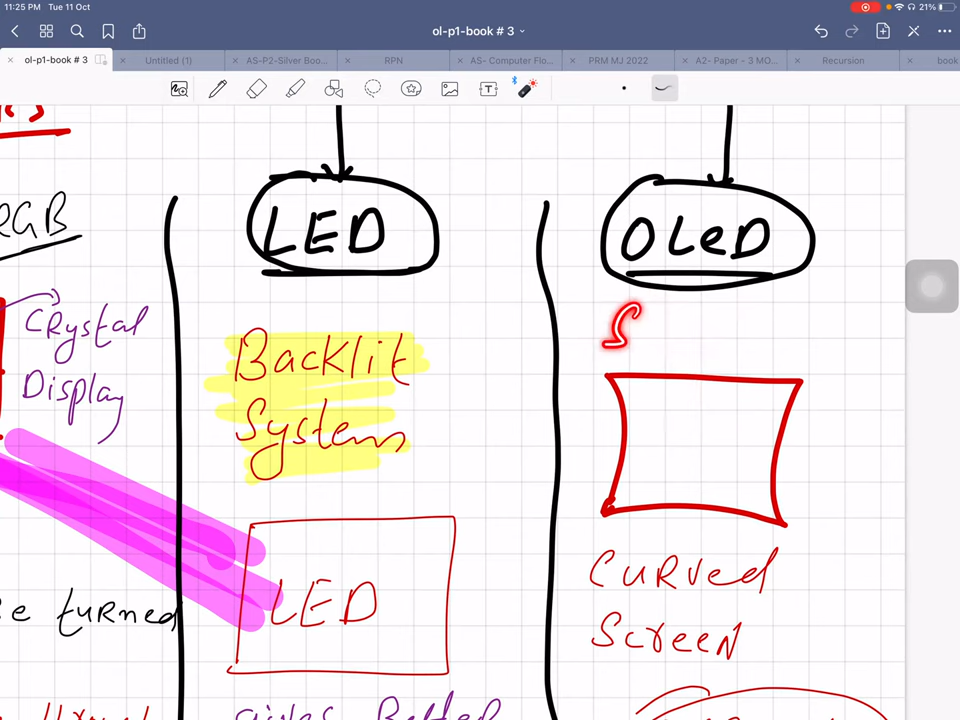 11:25 PM Tue 11 Oct
21%
ol-p1-book # 3
ol-p1-book # 3
Untitled (1)
AS-P2-Silver Boo...
RPN
AS- Computer Flo...
PRM MJ 2022
A2- Paper - 3 MO...
Recursion
book
RGB
LED
OLeD
CRystal
Display
Backlit
System
S
LED
CURVed
ScreeN
e tuRned
gives Better